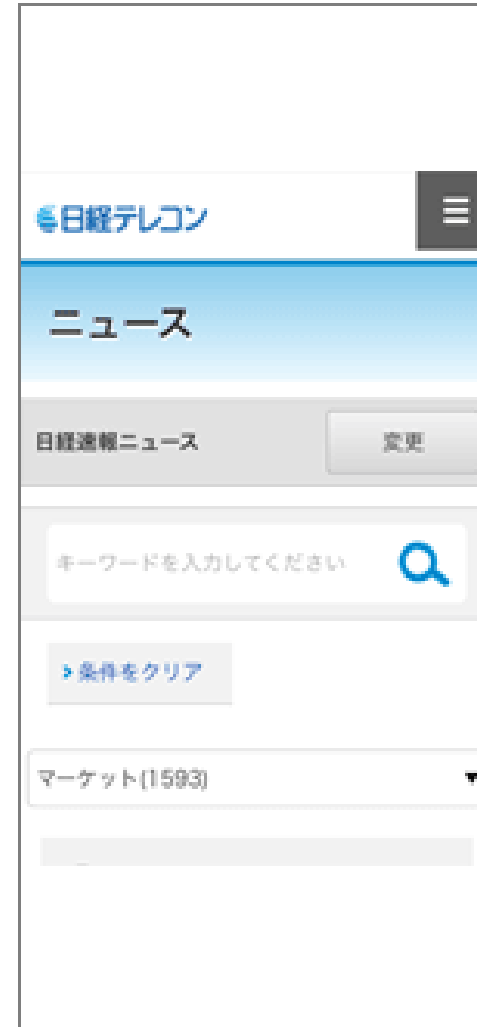 日経テレコン
ニュース
日経速報ニュース
変更
キーワードを入力してください
条件をクリア
マーケット(1593)